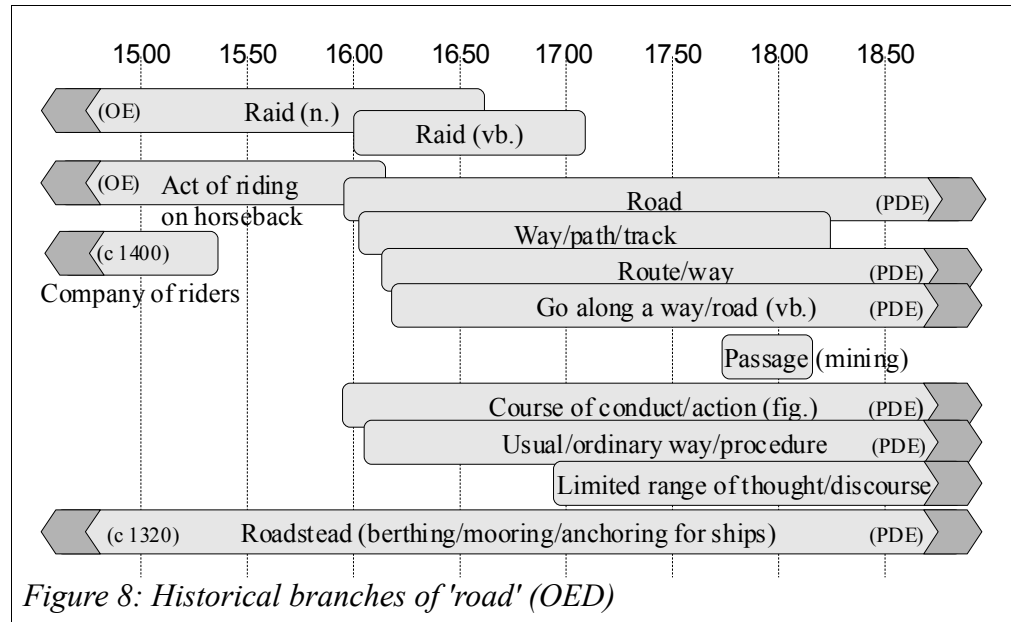 1500 1550 1600 1650 1700 1750 1800 1850
(OE) Raid (n.)
Raid (vb.)
(OE) Act of riding
on horseback
Road (PDE)
Way/path/track
(c 1400)
Route/way (PDE)
Company of riders
Go along a way/road (vb.) (PDE)
Passage (mining)
Course of conduct/action (fig.) (PDE)
Usual/ordinary way/procedure (PDE)
Limited range of thought/discourse
(c 1320) Roadstead (berthing/mooring/anchoring for ships) (PDE)
Figure 8: Historical branches of 'road' (OED)